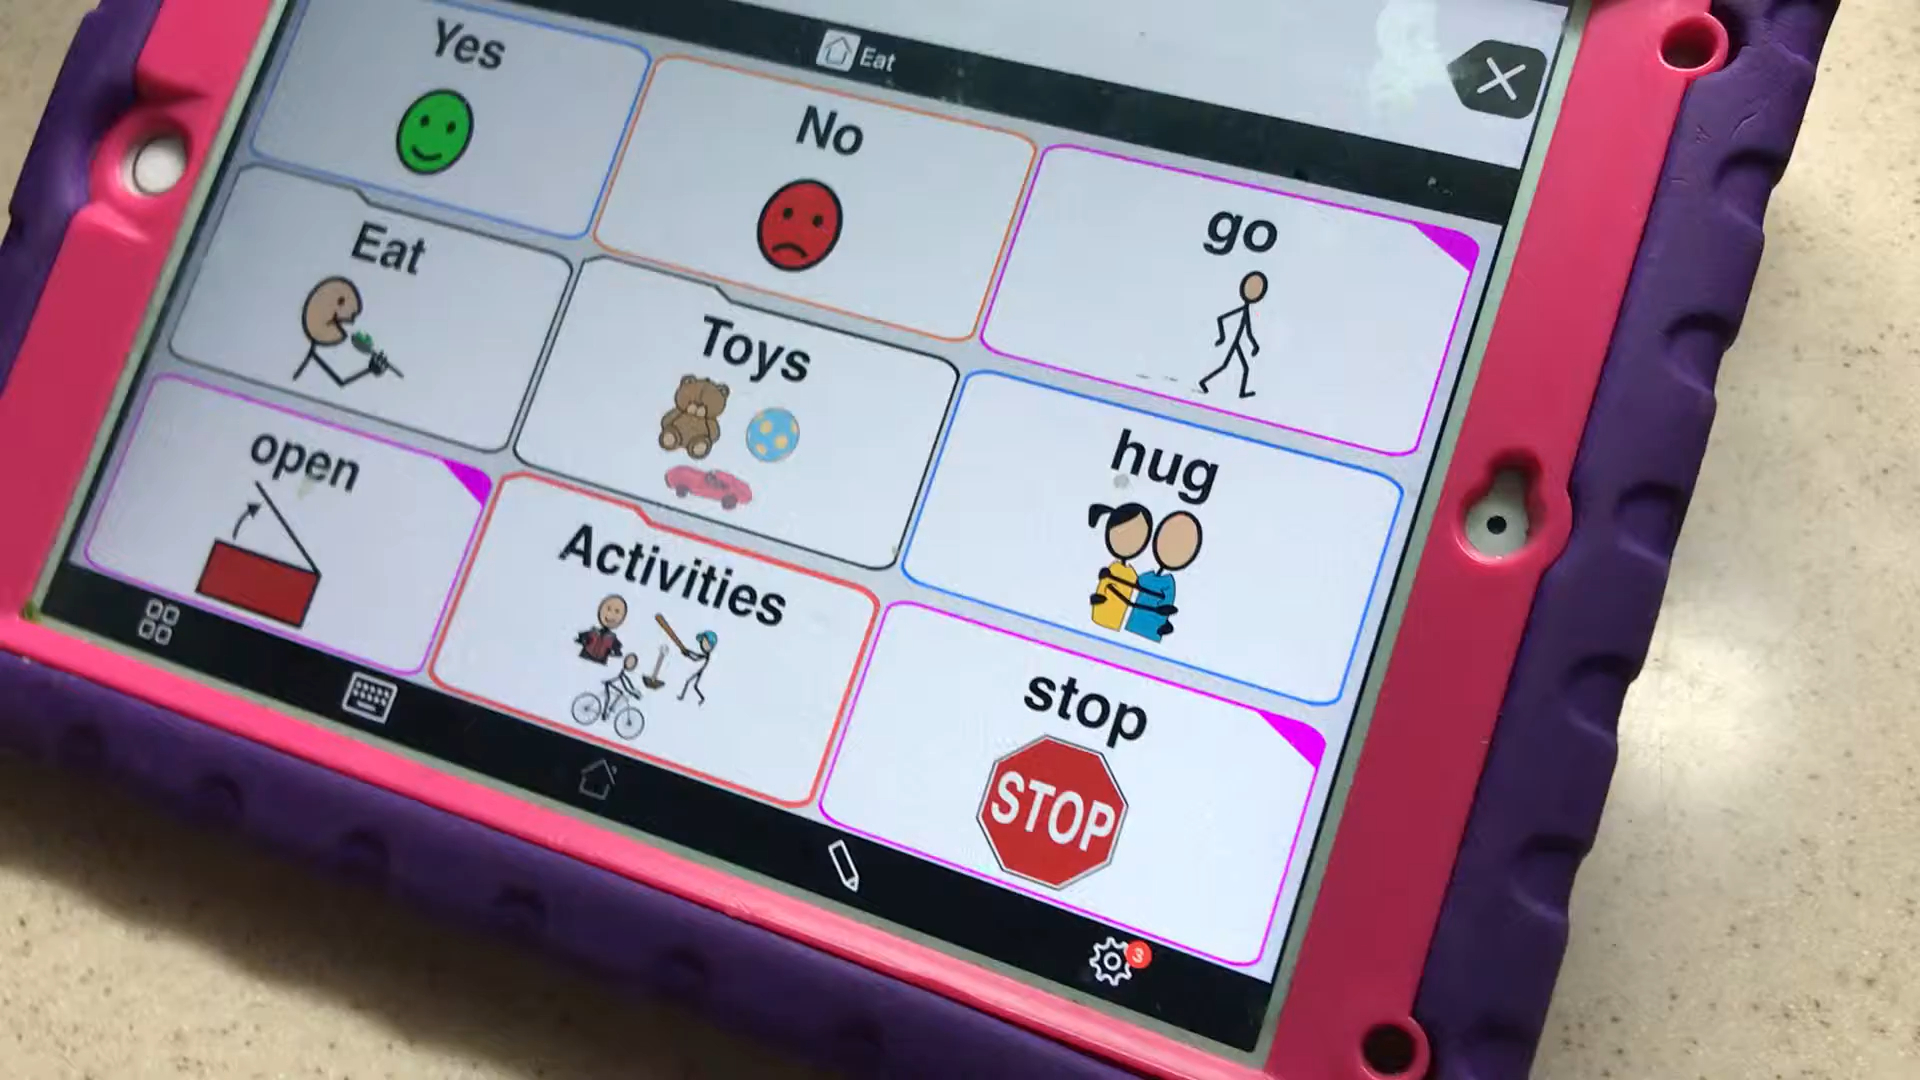 Eat
Yes
No
go
Eat
Toys
hug
open
Activities
stop
STOP
3